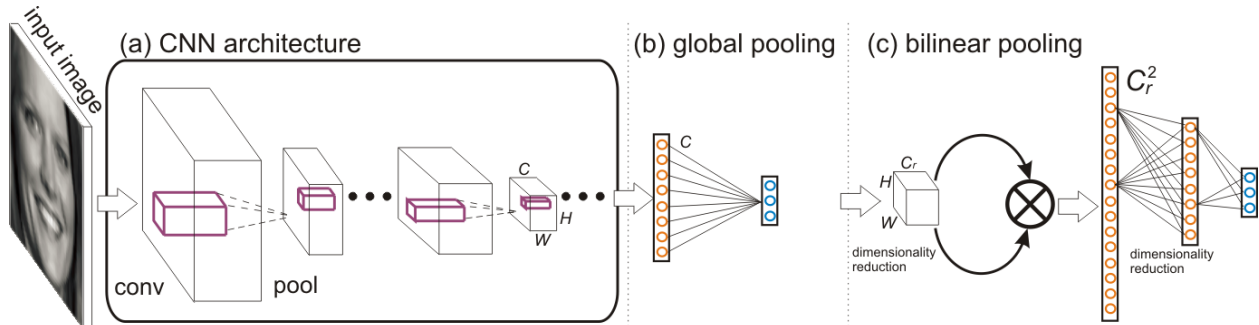 input image
(a) CNN architecture
conv
pool
C
H
W
(b) global pooling
C
(c) bilinear pooling
C_r
H
W
dimensionality
reduction
C_r^2
dimensionality
reduction